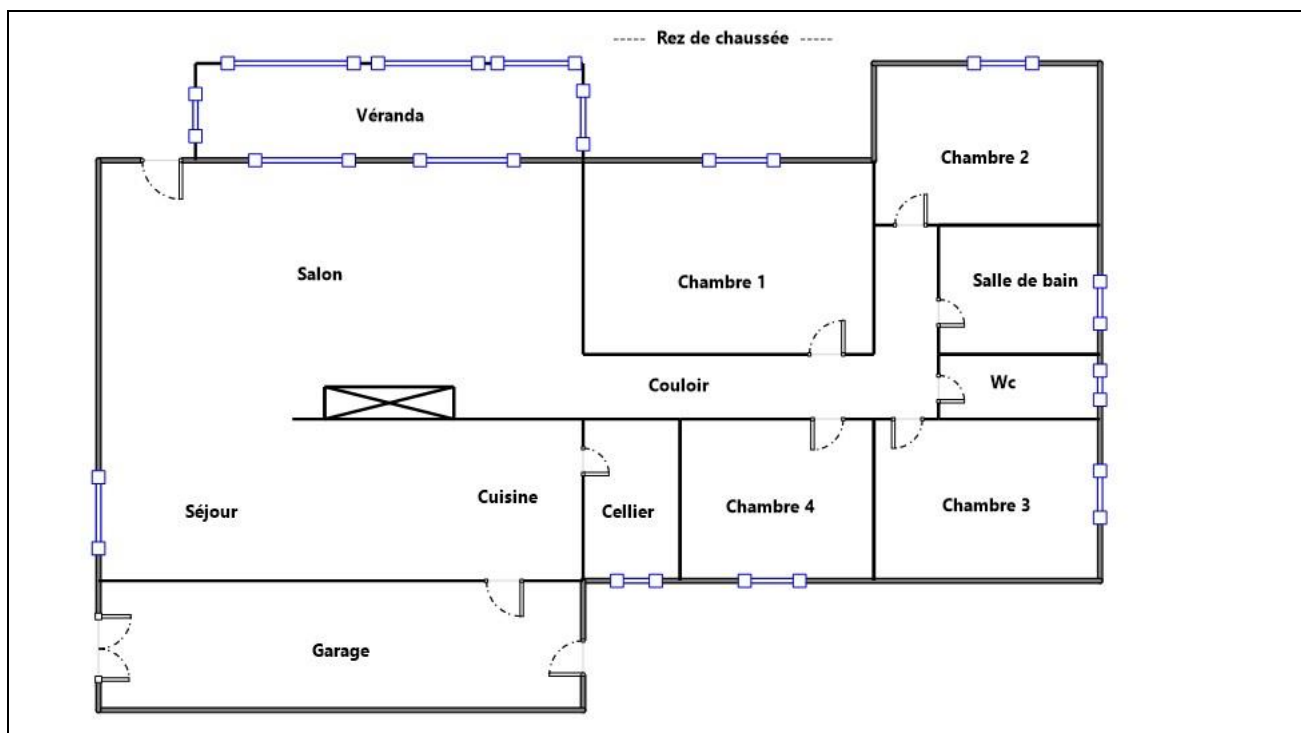 ----- Rez de chaussée -----
Véranda
Chambre 2
Salon
Chambre 1
Salle de bain
Couloir
Wc
Séjour
Cuisine
Cellier
Chambre 4
Chambre 3
Garage